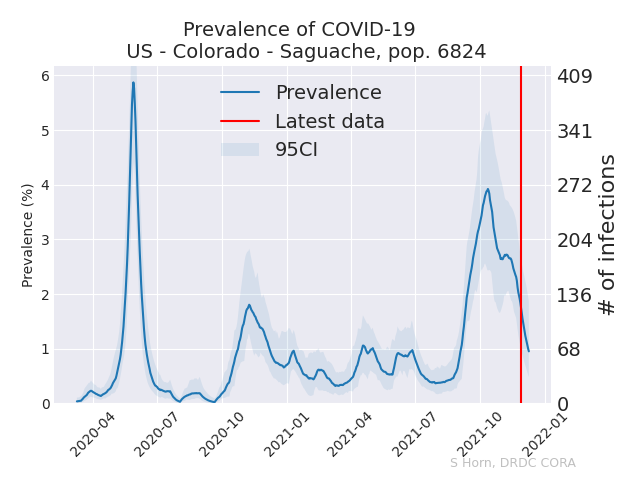 Prevalence of COVID-19
US - Colorado - Saguache, pop. 6824
Prevalence
Latest data
95CI
Prevalence (%)
6
5
4
3
2
1
0
409
341
272
204
136
68
0
# of infections
2020-04
2020-07
2020-10
2021-01
2021-04
2021-07
2021-10
2022-01
S Horn, DRDC CORA